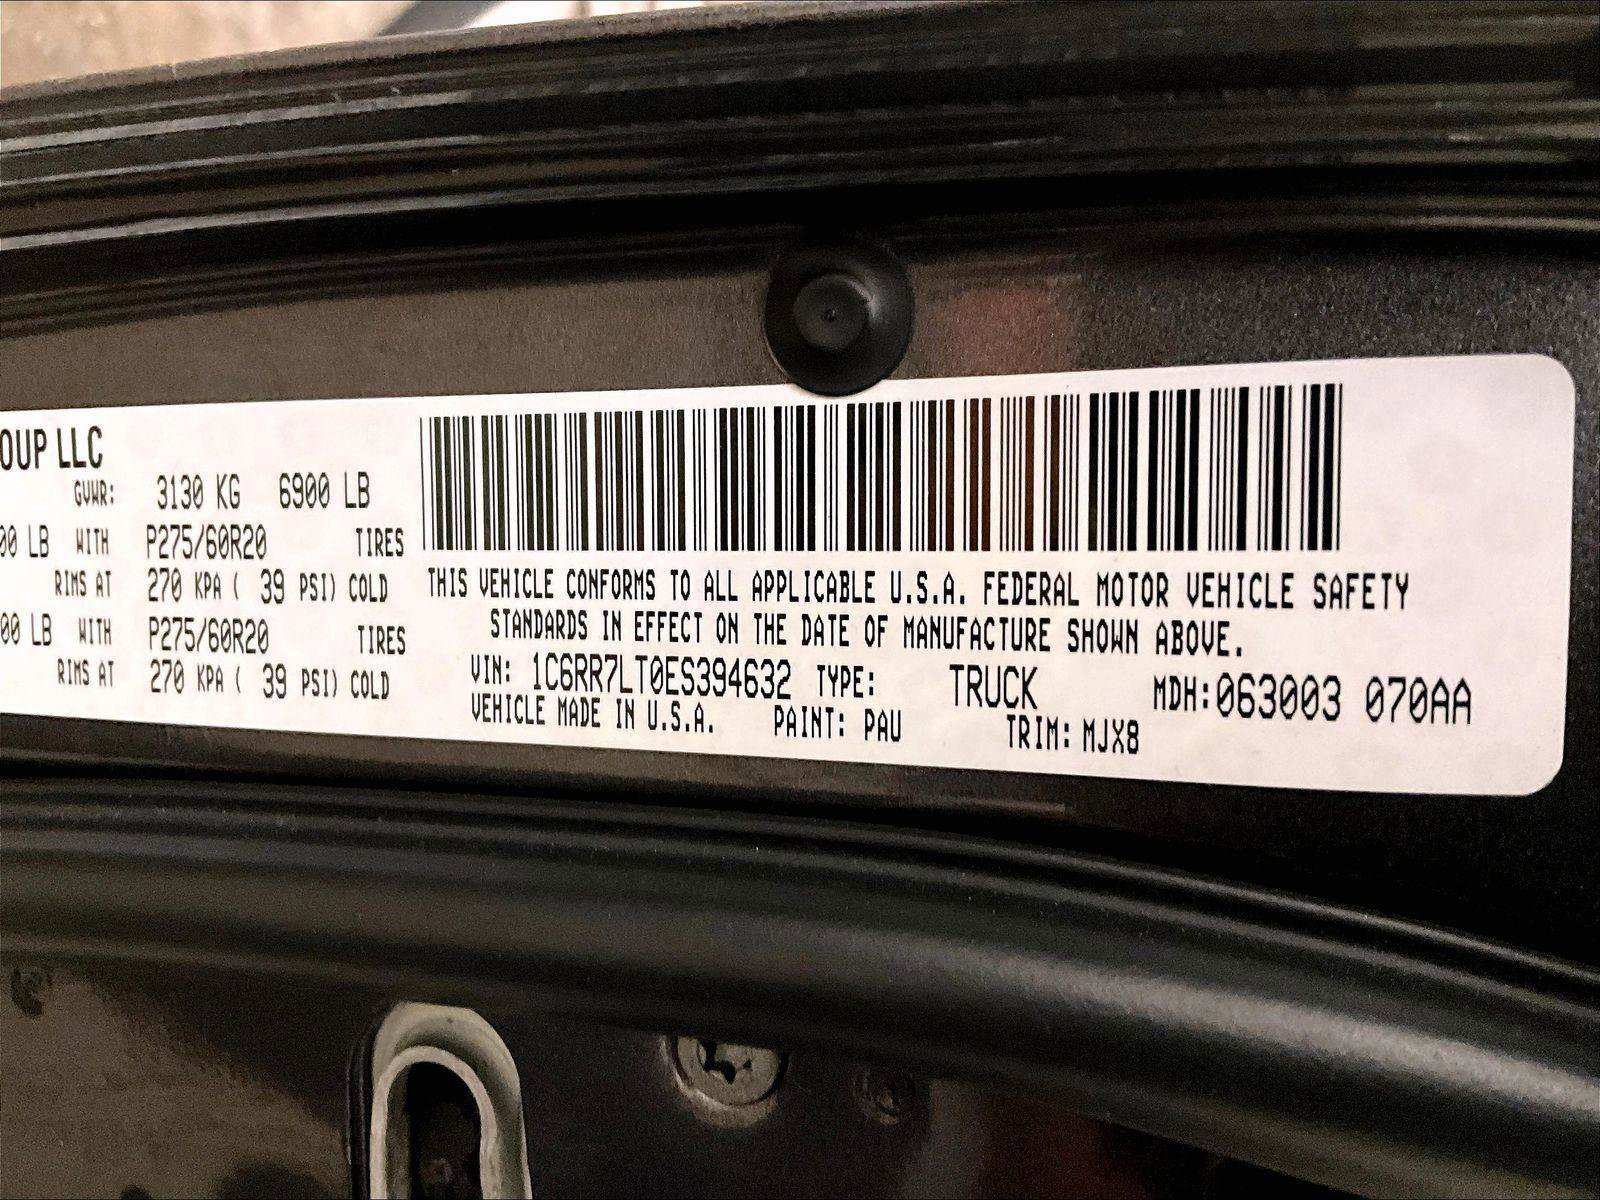 OUP LLC
GVWR: 3130 KG 6900 LB
00 LB WITH P275/60R20 TIRES
RIMS AT 270 KPA ( 39 PSI) COLD
00 LB WITH P275/60R20 TIRES
RIMS AT 270 KPA ( 39 PSI) COLD
THIS VEHICLE CONFORMS TO ALL APPLICABLE U.S.A. FEDERAL MOTOR VEHICLE SAFETY
STANDARDS IN EFFECT ON THE DATE OF MANUFACTURE SHOWN ABOVE.
VIN: 1C6RR7LT0ES394632 TYPE: TRUCK MDH:063003 070AA
VEHICLE MADE IN U.S.A. PAINT: PAU TRIM: MJX8